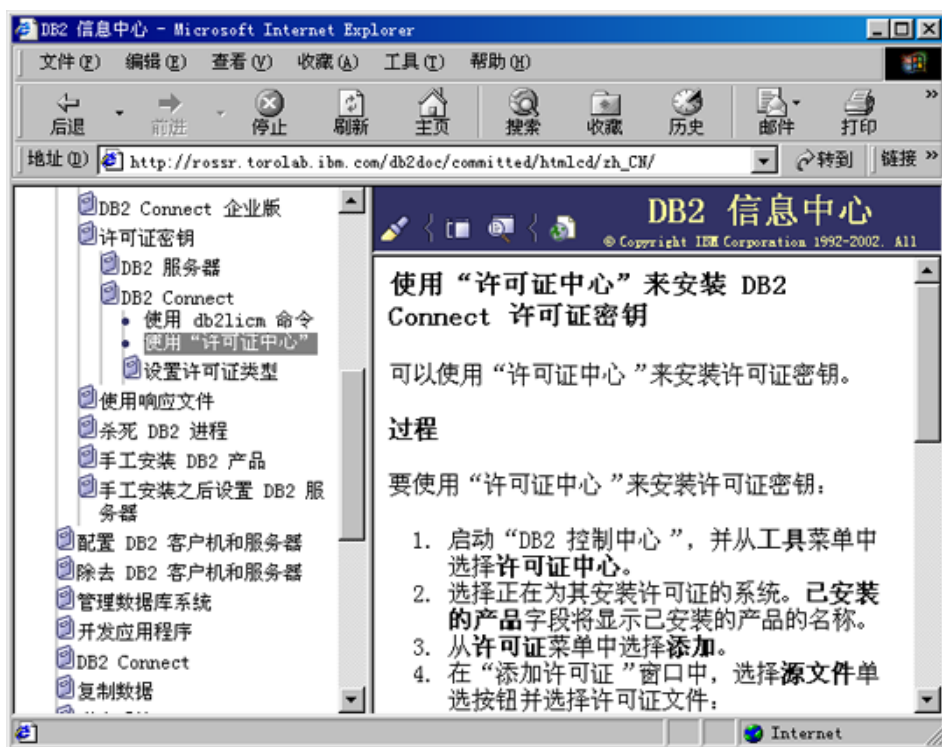 DB2 信息中心 - Microsoft Internet Explorer
文件(F) 编辑(E) 查看(V) 收藏(A) 工具(T) 帮助(H)
后退 前进 停止 刷新 主页 搜索 收藏 历史 邮件 打印 »
地址(D) http://rossr.torolab.ibm.com/db2doc/committed/htmlcd/zh_CN/ 转到 链接 »
DB2 Connect 企业版
许可证密钥
DB2 服务器
DB2 Connect
• 使用 db2licm 命令
• 使用“许可证中心”
设置许可证类型
使用响应文件
杀死 DB2 进程
手工安装 DB2 产品
手工安装之后设置 DB2 服
务器
配置 DB2 客户机和服务器
除去 DB2 客户机和服务器
管理数据库系统
开发应用程序
DB2 Connect
复制数据
DB2 信息中心
© Copyright IBM Corporation 1992-2002. All
使用“许可证中心”来安装 DB2
Connect 许可证密钥
可以使用“许可证中心”来安装许可证密钥。
过程
要使用“许可证中心”来安装许可证密钥:
1. 启动“DB2 控制中心”,并从工具菜单中
选择许可证中心。
2. 选择正在为其安装许可证的系统。已安装
的产品字段将显示已安装的产品的名称。
3. 从许可证菜单中选择添加。
4. 在“添加许可证”窗口中,选择源文件单
选按钮并选择许可证文件:
Internet